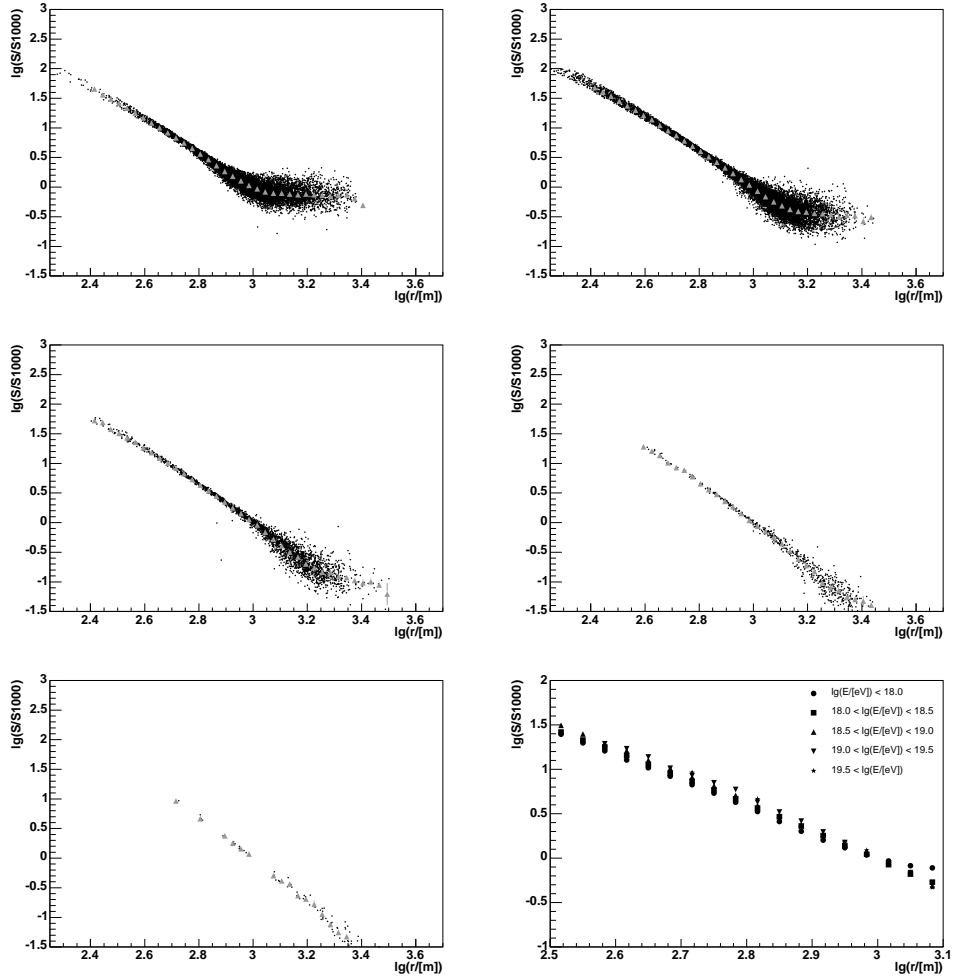 lg(S/S1000)
3
2.5
2
1.5
1
0.5
0
-0.5
-1
-1.5
2.4 2.6 2.8 3 3.2 3.4 3.6
lg(r/[m])
lg(S/S1000)
3
2.5
2
1.5
1
0.5
0
-0.5
-1
-1.5
2.4 2.6 2.8 3 3.2 3.4 3.6
lg(r/[m])
lg(S/S1000)
3
2.5
2
1.5
1
0.5
0
-0.5
-1
-1.5
2.4 2.6 2.8 3 3.2 3.4 3.6
lg(r/[m])
lg(S/S1000)
3
2.5
2
1.5
1
0.5
0
-0.5
-1
-1.5
2.4 2.6 2.8 3 3.2 3.4 3.6
lg(r/[m])
lg(S/S1000)
3
2.5
2
1.5
1
0.5
0
-0.5
-1
-1.5
2.4 2.6 2.8 3 3.2 3.4 3.6
lg(r/[m])
lg(S/S1000)
2
1.5
1
0.5
0
-0.5
-1
lg(E/[eV]) < 18.0
18.0 < lg(E/[eV]) < 18.5
18.5 < lg(E/[eV]) < 19.0
19.0 < lg(E/[eV]) < 19.5
19.5 < lg(E/[eV])
2.5 2.6 2.7 2.8 2.9 3 3.1
lg(r/[m])